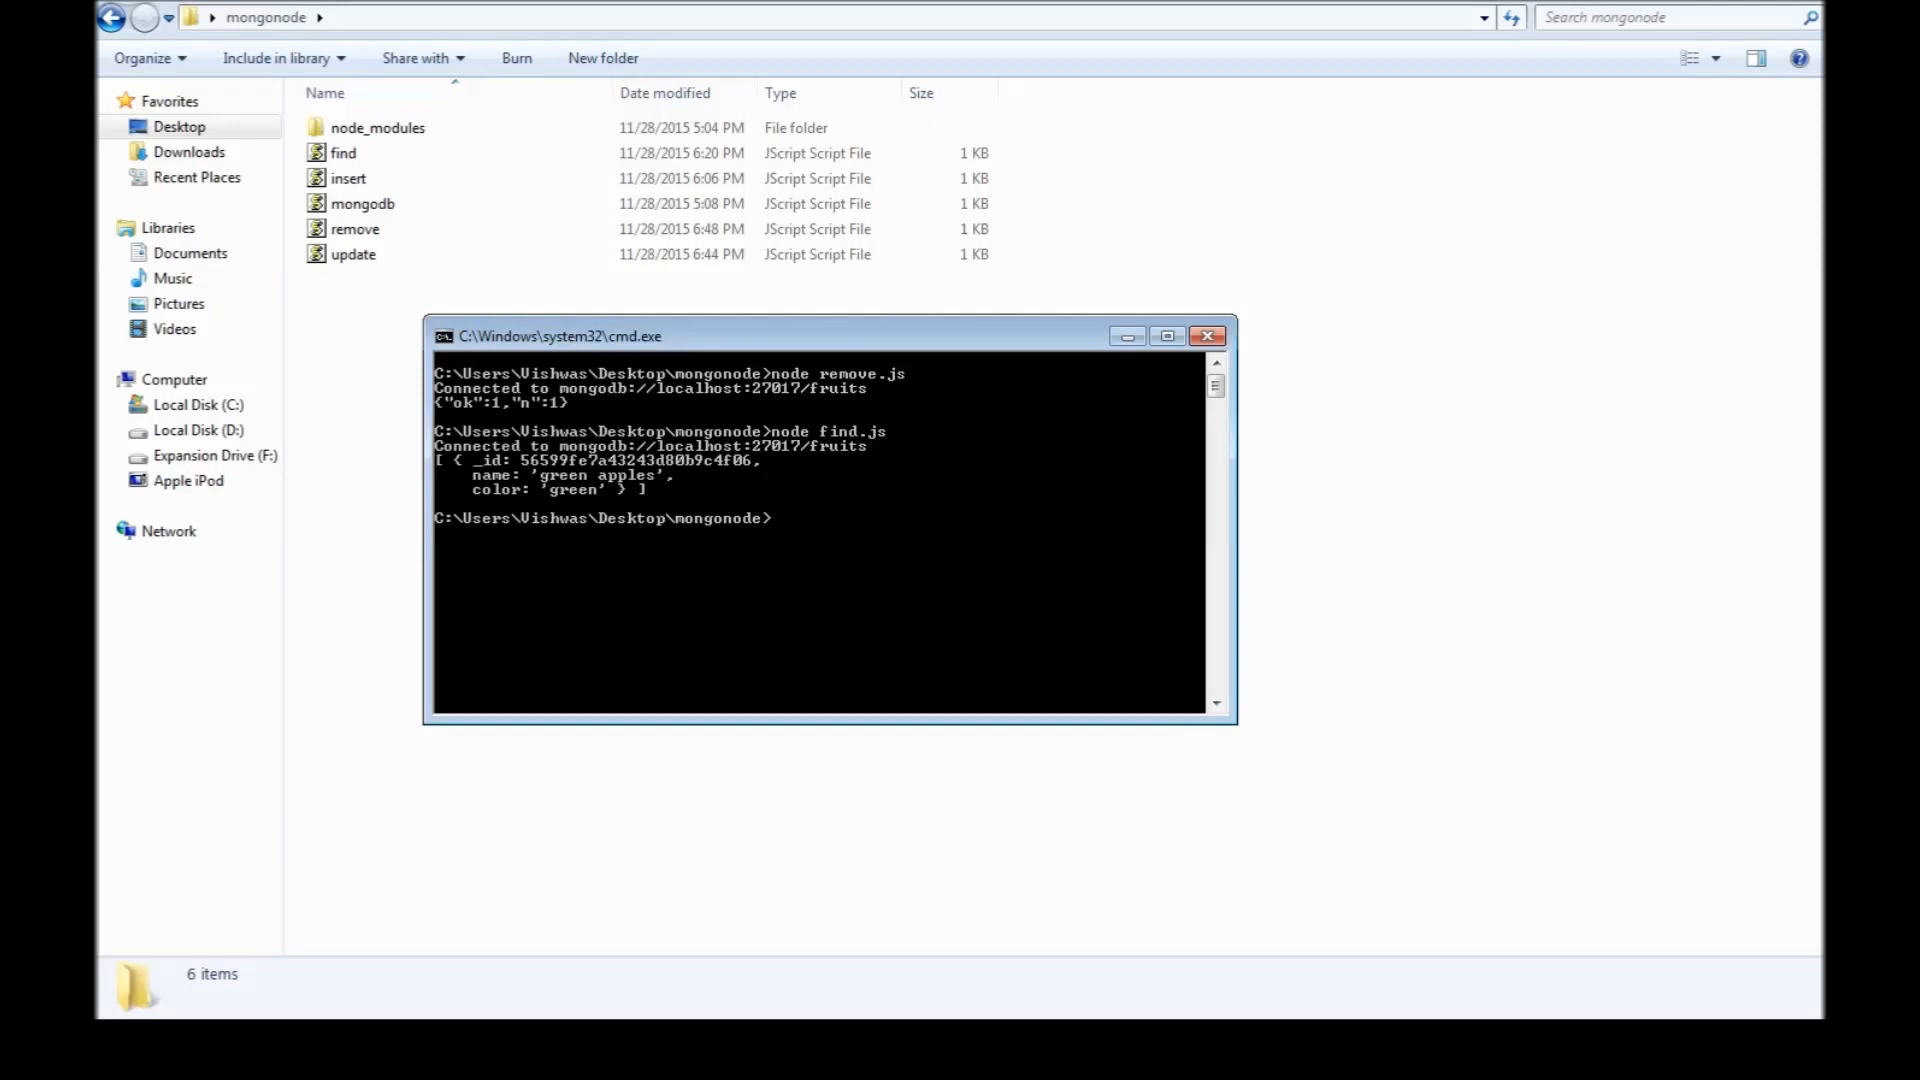 mongonode
Search mongonode
Organize
Include in library
Share with
Burn
New folder
Favorites
Desktop
Downloads
Recent Places
Libraries
Documents
Music
Pictures
Videos
Computer
Local Disk (C:)
Local Disk (D:)
Expansion Drive (F:)
Apple iPod
Network
Name Date modified Type Size
node_modules 11/28/2015 5:04 PM File folder
find 11/28/2015 6:20 PM JScript Script File 1 KB
insert 11/28/2015 6:06 PM JScript Script File 1 KB
mongodb 11/28/2015 5:08 PM JScript Script File 1 KB
remove 11/28/2015 6:48 PM JScript Script File 1 KB
update 11/28/2015 6:44 PM JScript Script File 1 KB
C:\Windows\system32\cmd.exe
C:\Users\Vishwas\Desktop\mongonode>node remove.js
Connected to mongodb://localhost:27017/fruits
{"ok":1,"n":1}
C:\Users\Vishwas\Desktop\mongonode>node find.js
Connected to mongodb://localhost:27017/fruits
[ { _id: 56599fe7a43243d80b9c4f06,
name: 'green apples',
color: 'green' } ]
C:\Users\Vishwas\Desktop\mongonode>
6 items